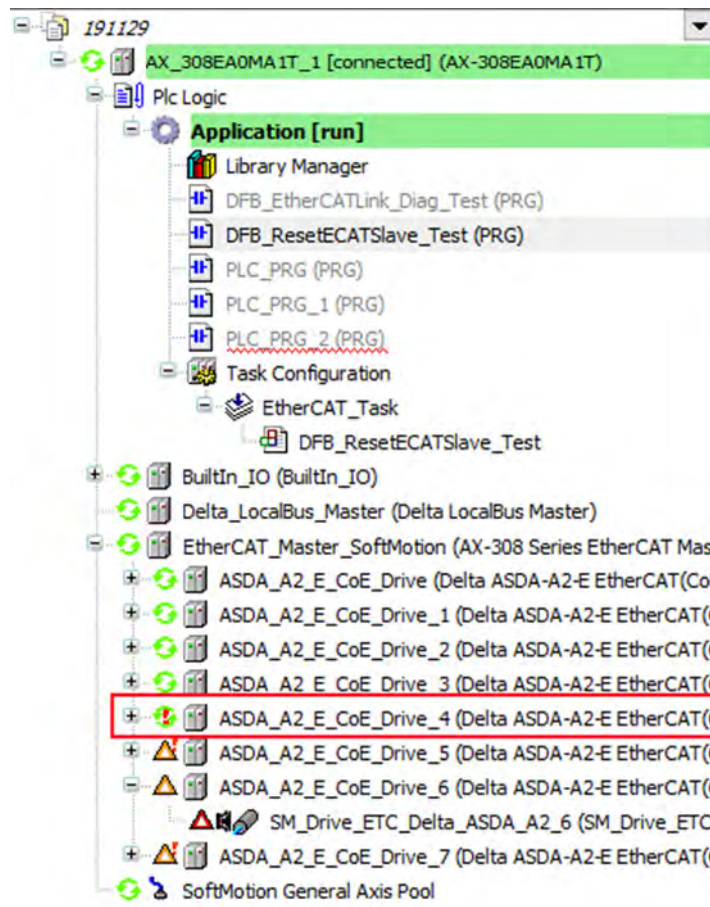 191129
AX_308EA0MA1T_1 [connected] (AX-308EA0MA1T)
Plc Logic
Application [run]
Library Manager
DFB_EtherCATLink_Diag_Test (PRG)
DFB_ResetECATSlave_Test (PRG)
PLC_PRG (PRG)
PLC_PRG_1 (PRG)
PLC_PRG_2 (PRG)
Task Configuration
EtherCAT_Task
DFB_ResetECATSlave_Test
BuiltIn_IO (BuiltIn_IO)
Delta_LocalBus_Master (Delta LocalBus Master)
EtherCAT_Master_SoftMotion (AX-308 Series EtherCAT Mas
ASDA_A2_E_CoE_Drive (Delta ASDA-A2-E EtherCAT(Co
ASDA_A2_E_CoE_Drive_1 (Delta ASDA-A2-E EtherCAT(
ASDA_A2_E_CoE_Drive_2 (Delta ASDA-A2-E EtherCAT(
ASDA_A2_E_CoE_Drive_3 (Delta ASDA-A2-E EtherCAT(
ASDA_A2_E_CoE_Drive_4 (Delta ASDA-A2-E EtherCAT(
ASDA_A2_E_CoE_Drive_5 (Delta ASDA-A2-E EtherCAT(
ASDA_A2_E_CoE_Drive_6 (Delta ASDA-A2-E EtherCAT(
SM_Drive_ETC_Delta_ASDA_A2_6 (SM_Drive_ETC
ASDA_A2_E_CoE_Drive_7 (Delta ASDA-A2-E EtherCAT(
SoftMotion General Axis Pool